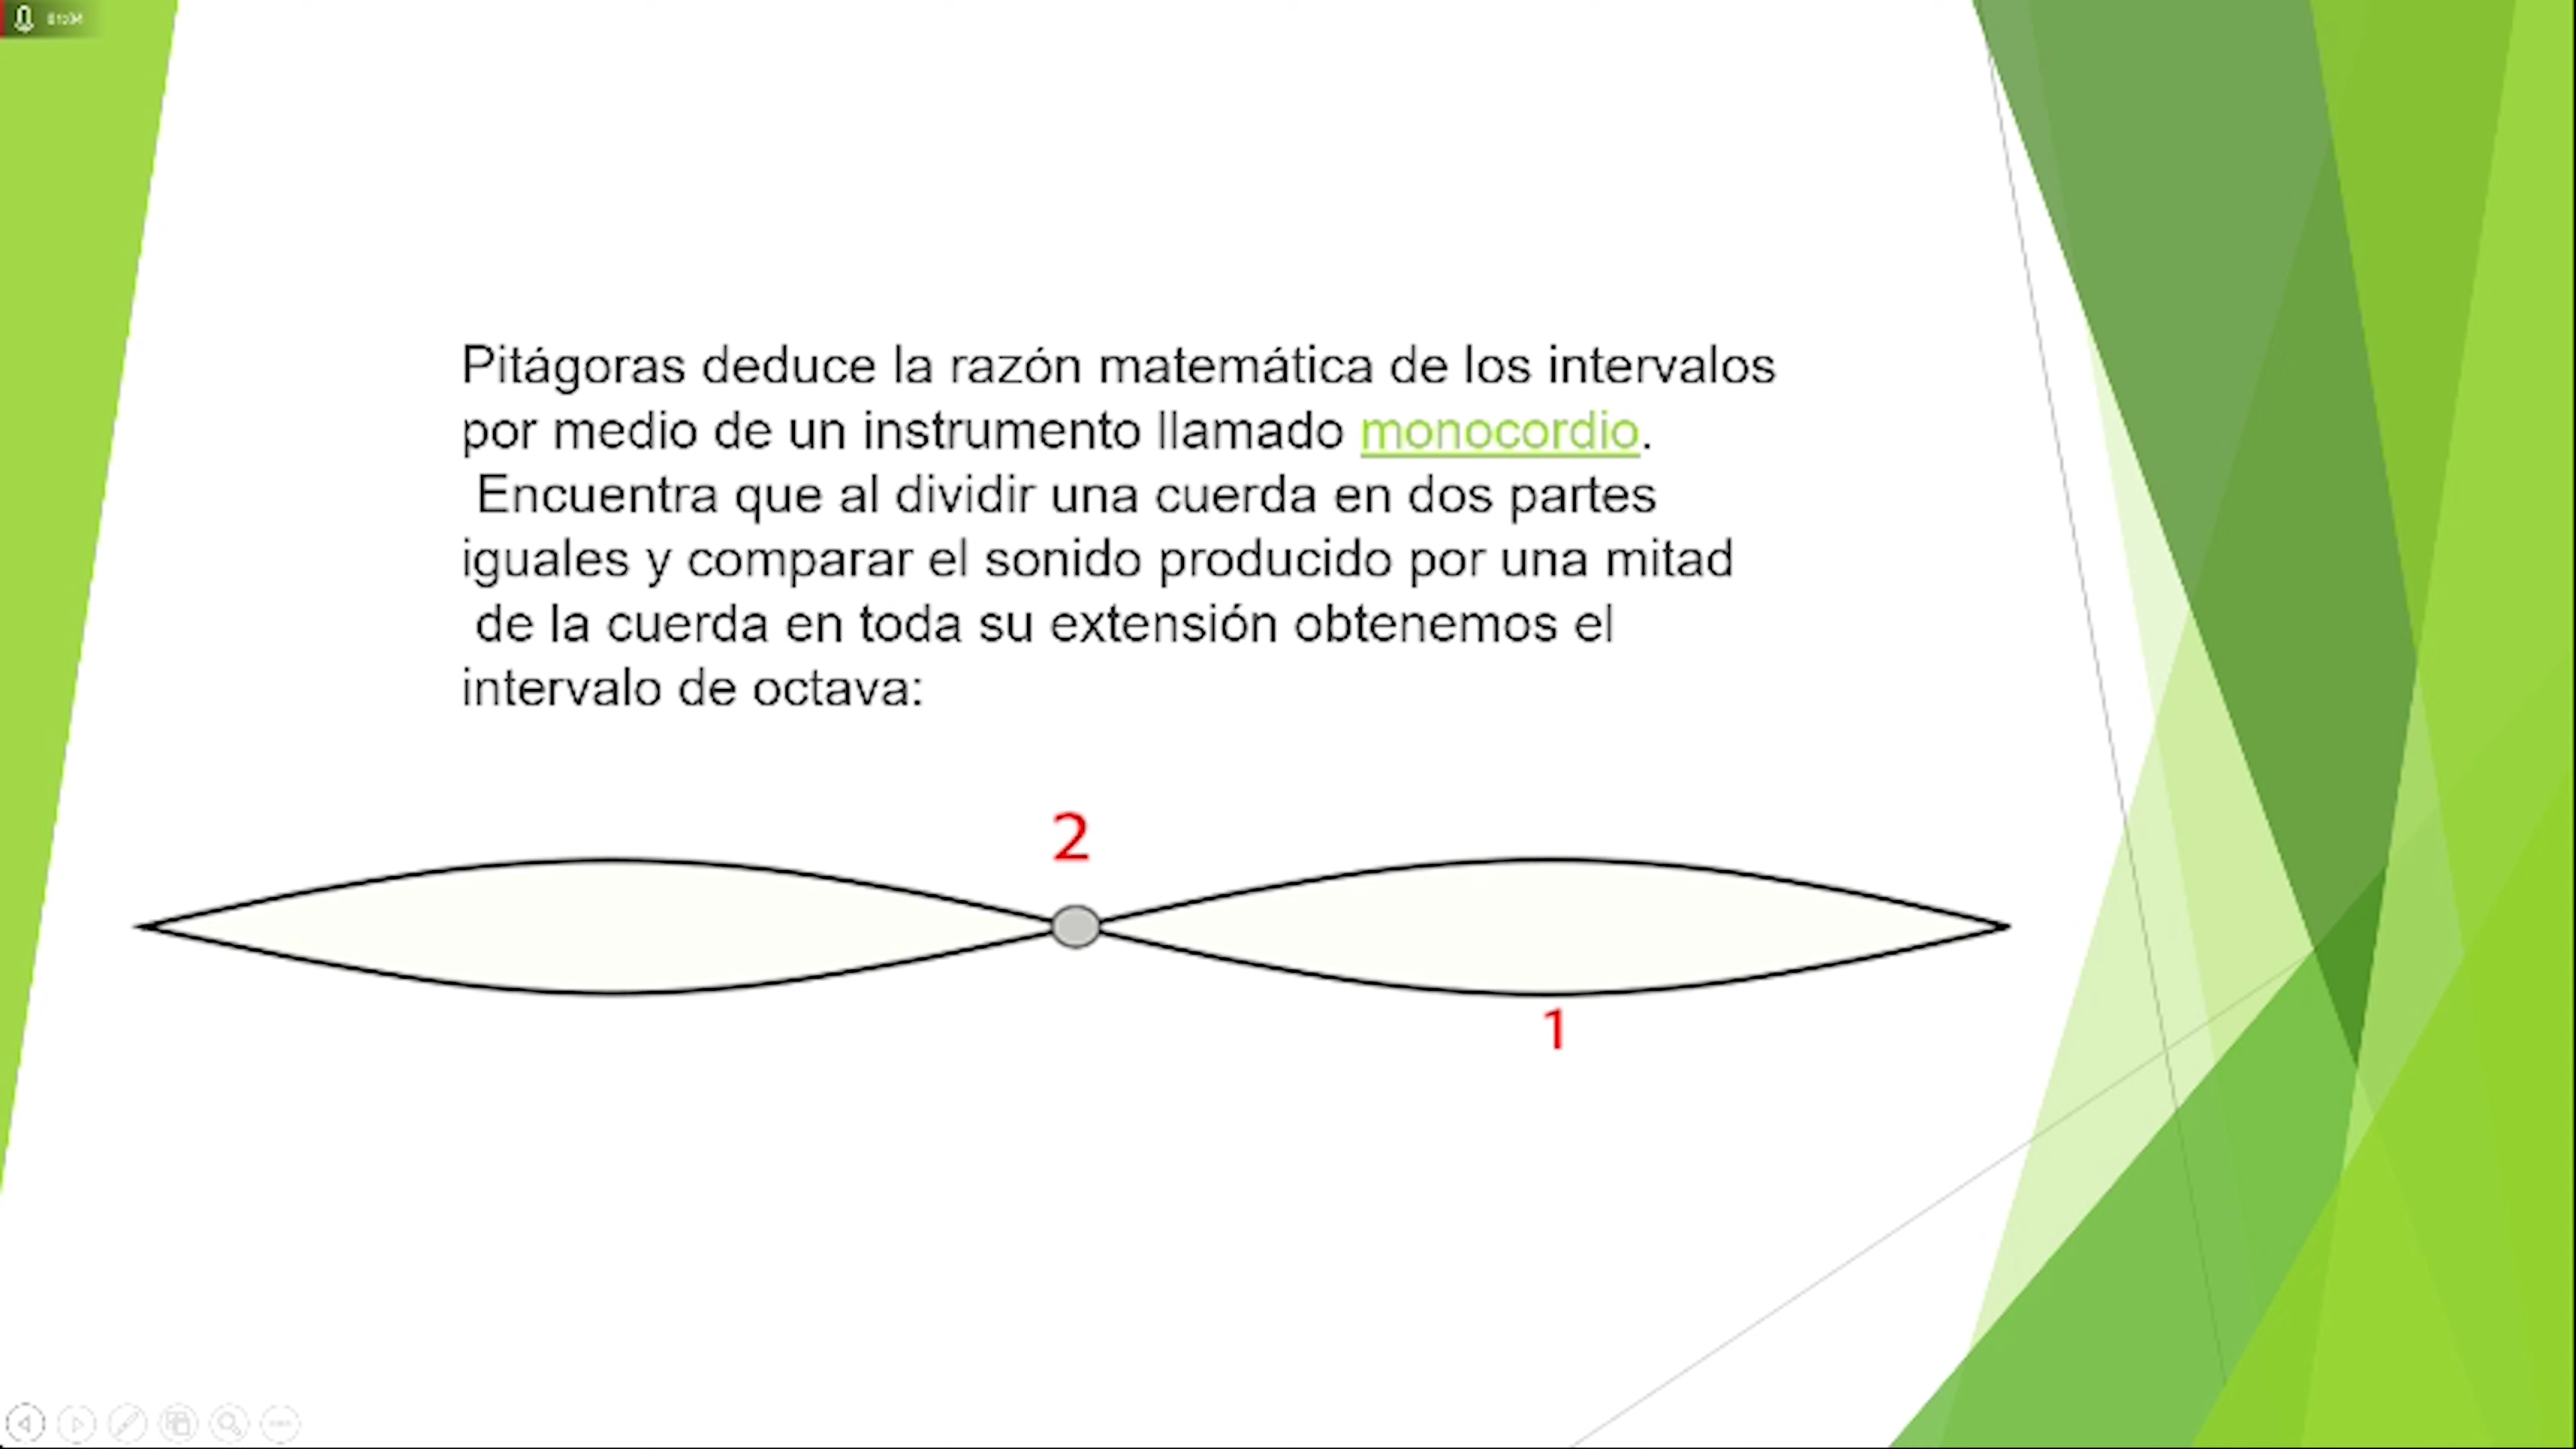 Pitágoras deduce la razón matemática de los intervalos
por medio de un instrumento llamado monocordio.
Encuentra que al dividir una cuerda en dos partes
iguales y comparar el sonido producido por una mitad
de la cuerda en toda su extensión obtenemos el
intervalo de octava:
2
1